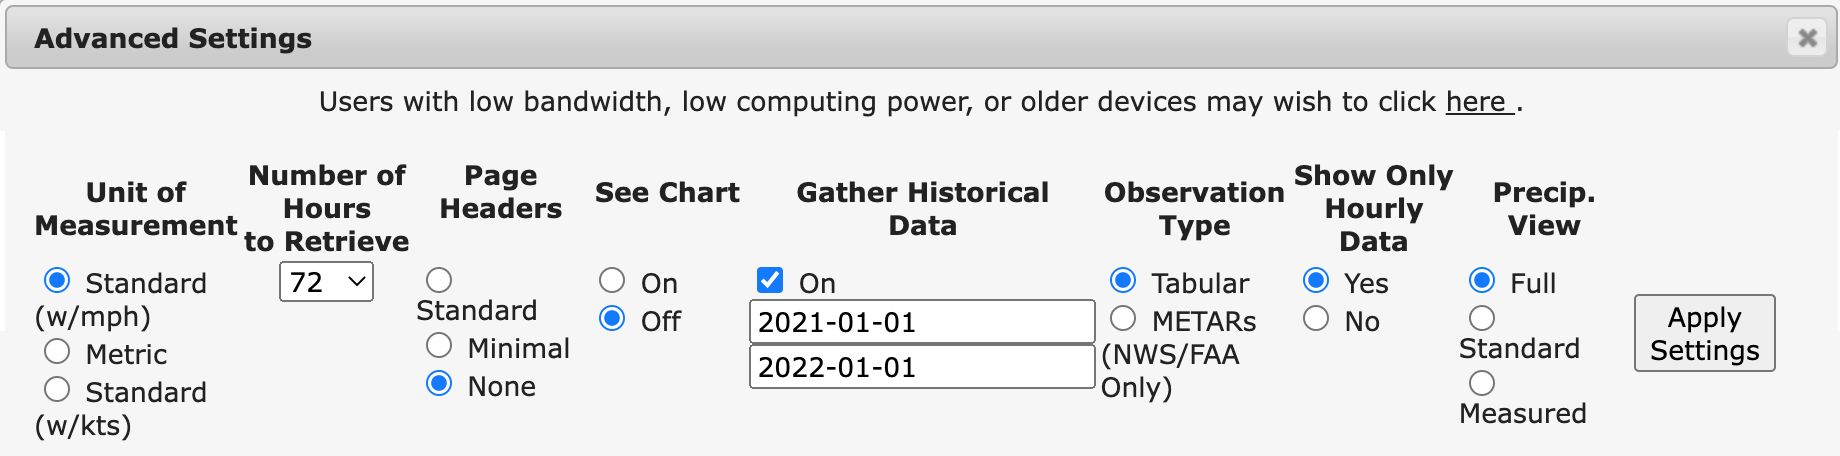 Advanced Settings
Users with low bandwidth, low computing power, or older devices may wish to click here .
Unit of
Measurement
Standard
(w/mph)
Metric
Standard
(w/kts)
Number of
Hours
to Retrieve
72
Page
Headers
Standard
Minimal
None
See Chart
On
Off
Gather Historical
Data
On
2021-01-01
2022-01-01
Observation
Type
Tabular
METARs
(NWS/FAA
Only)
Show Only
Hourly
Data
Yes
No
Precip.
View
Full
Standard
Measured
Apply
Settings